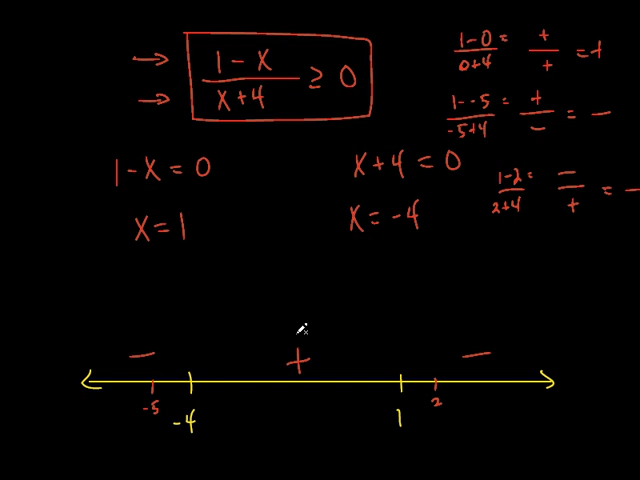 → (1-x)/(x+4) ≥ 0
→
1-x = 0
x = 1
x+4 = 0
x = -4
(1-0)/(0+4) = +/+ = +
(1--5)/(-5+4) = +/- = -
(1-2)/(2+4) = -/+ = -
- + -
-5 -4 1 2